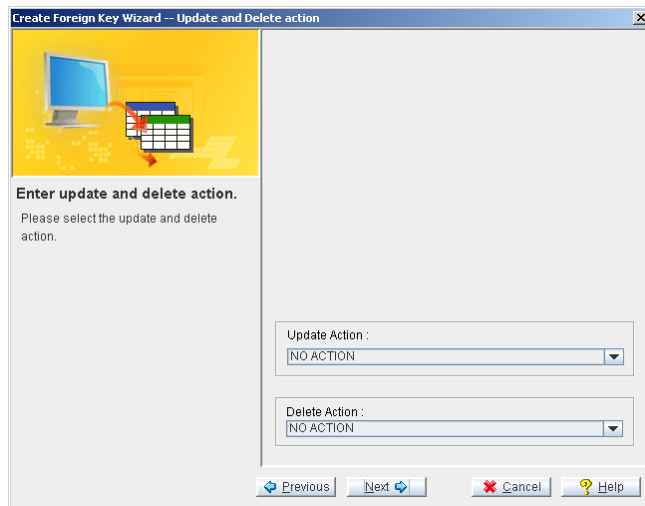 Create Foreign Key Wizard -- Update and Delete action
Enter update and delete action.
Please select the update and delete
action.
Update Action :
NO ACTION
Delete Action :
NO ACTION
Previous Next Cancel Help